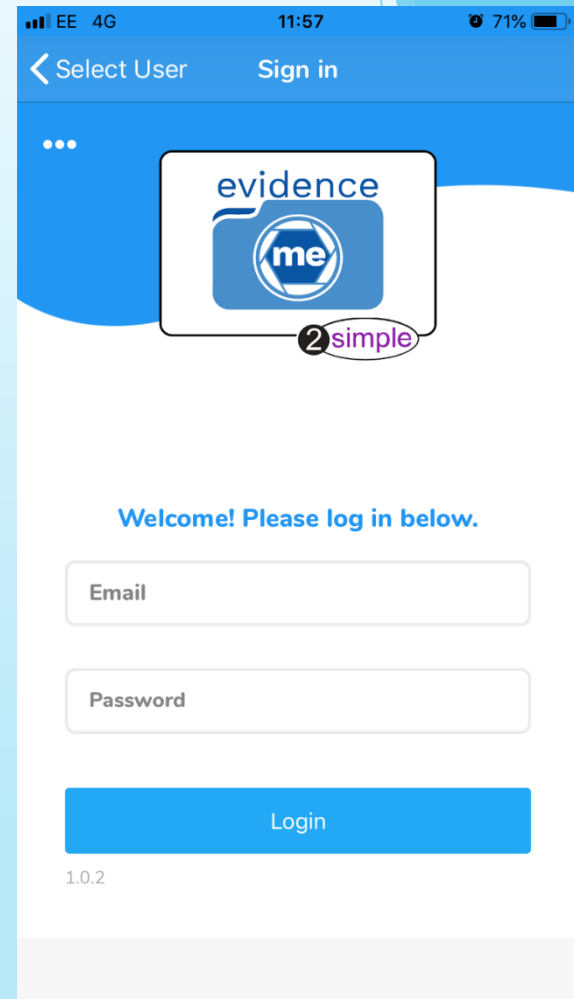 EE 4G 11:57 71%
Select User Sign in
evidence
me
2simple
Welcome! Please log in below.
Email
Password
Login
1.0.2